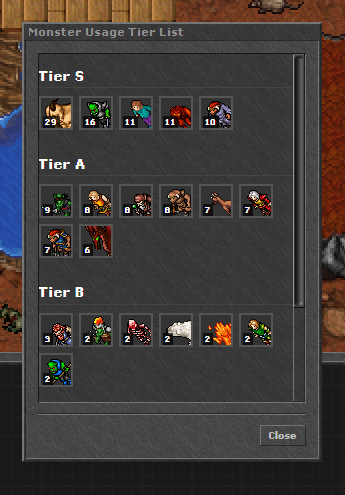 Monster Usage Tier List
Tier S
29 16 11 11 10
Tier A
9 8 8 8 7 7
7 6
Tier B
3 2 2 2 2 2
2
Close